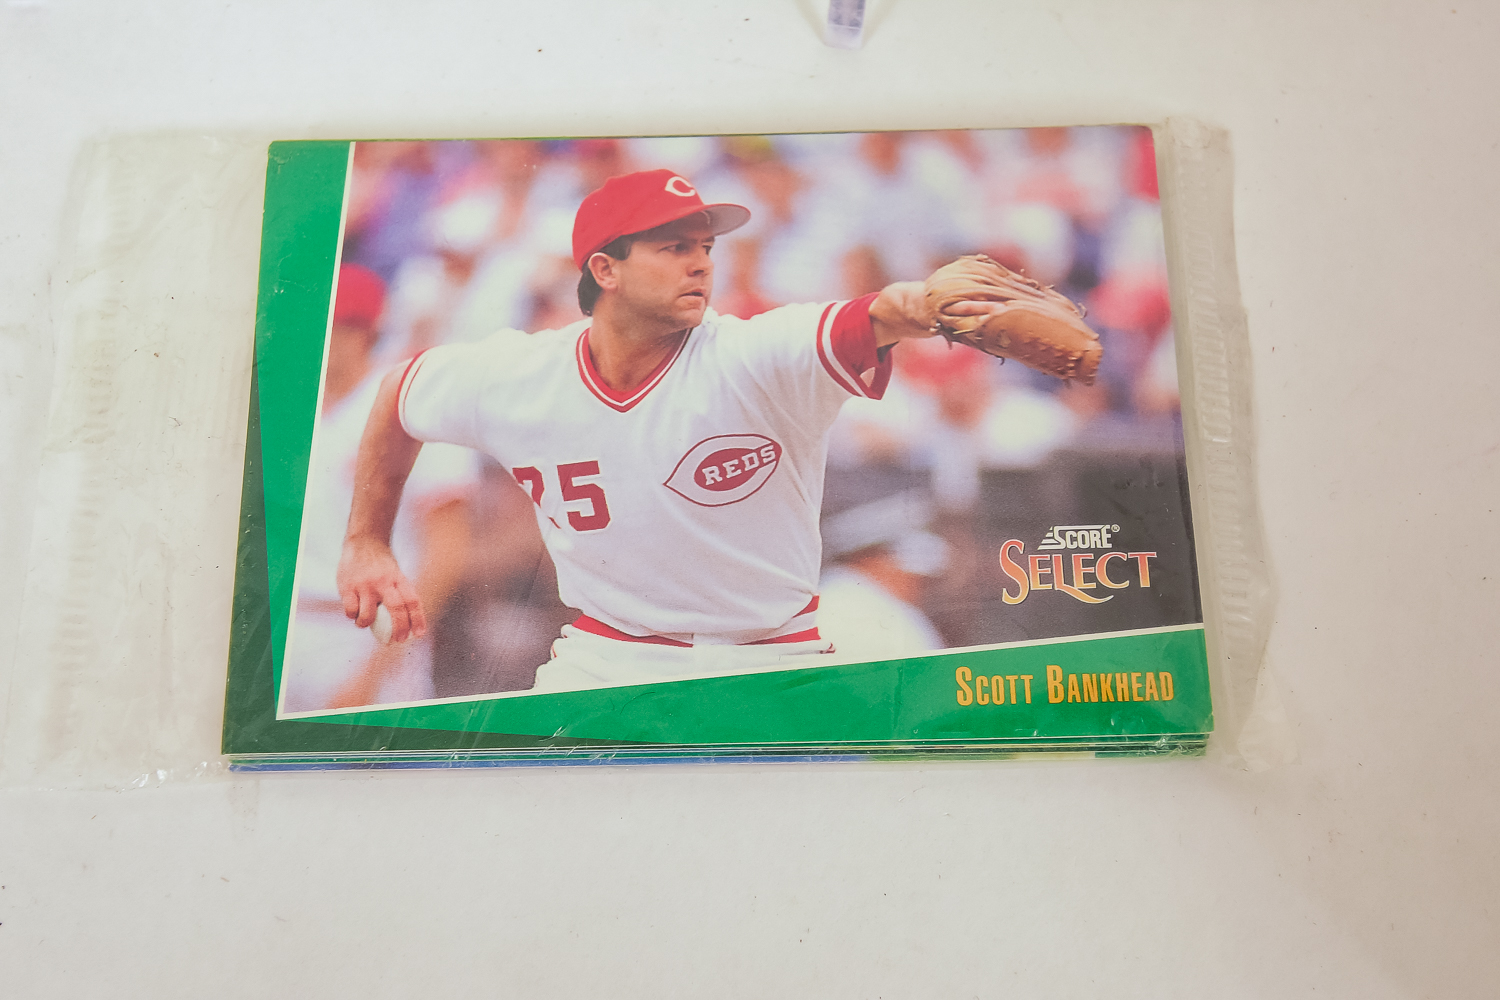 C
REDS
25
SCORE®
SELECT
SCOTT BANKHEAD